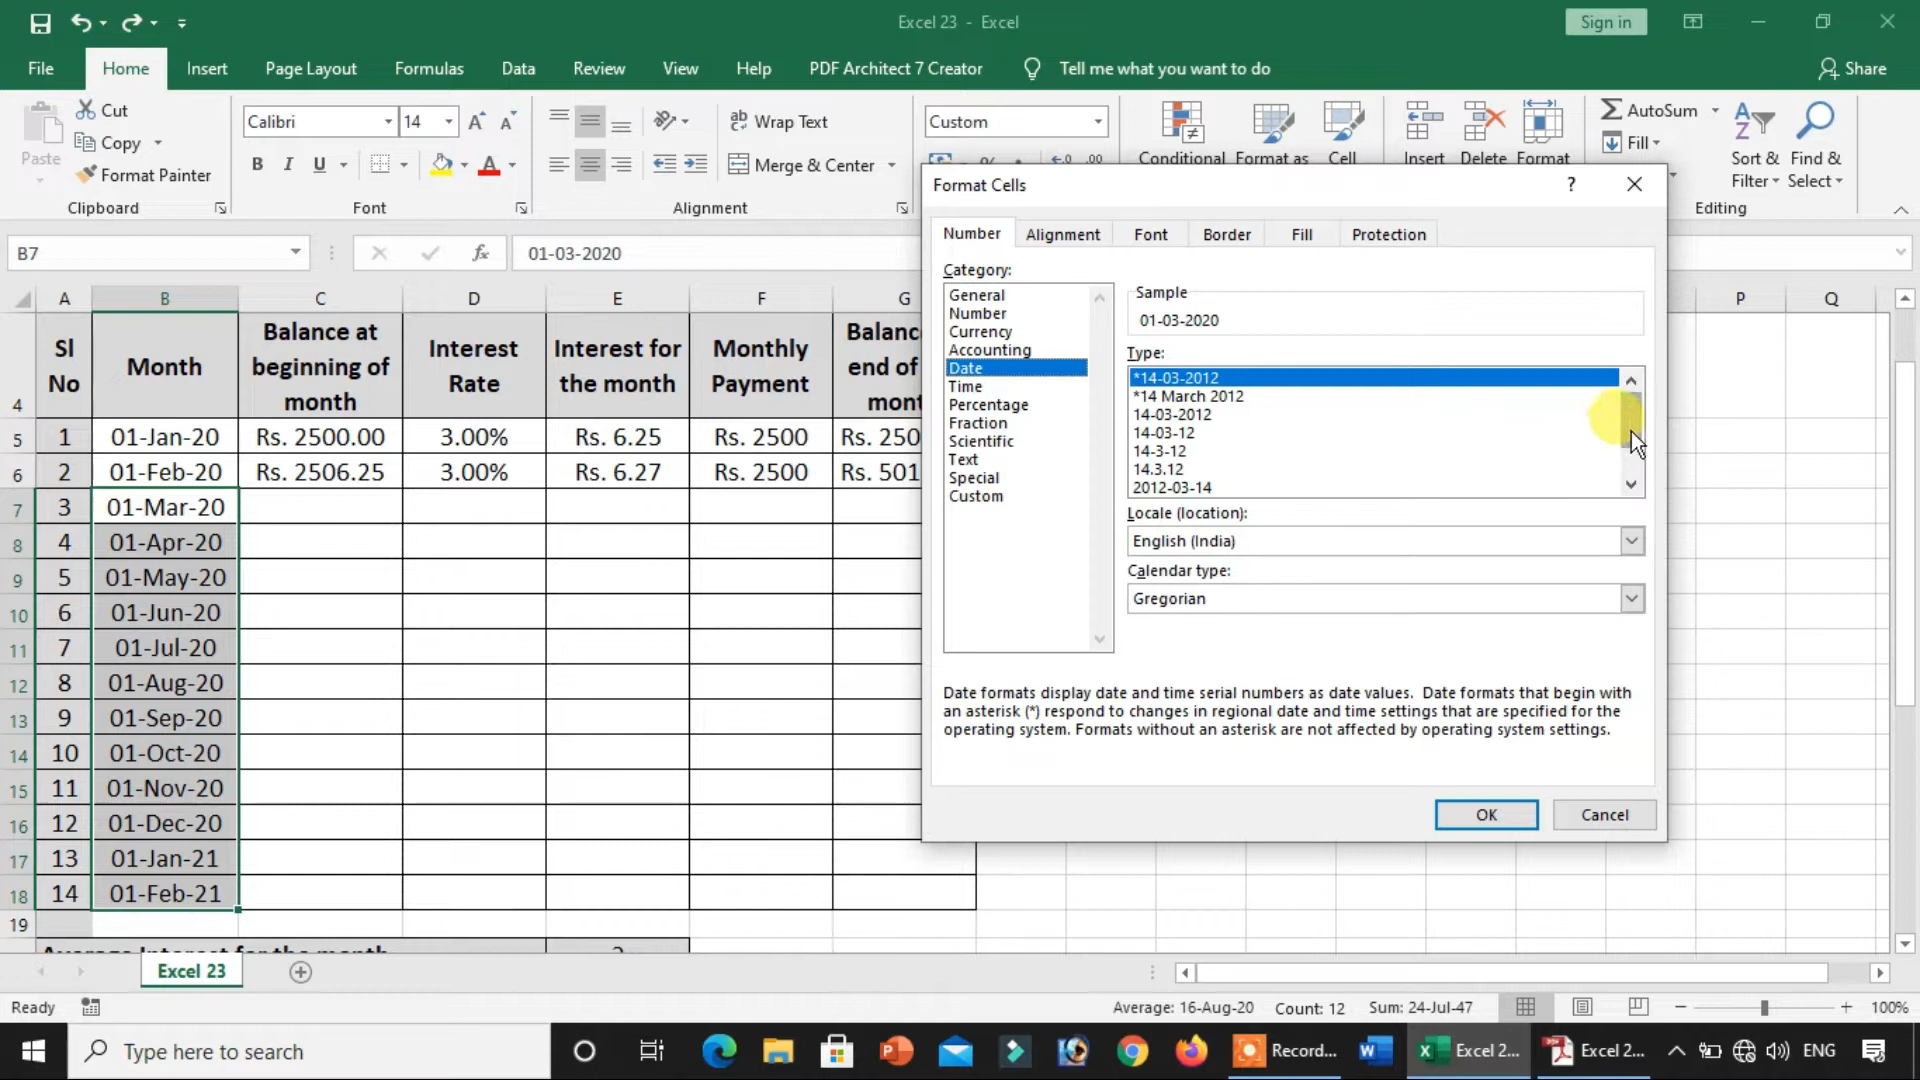 Excel 23 - Excel
Sign in
File Home Insert Page Layout Formulas Data Review View Help PDF Architect 7 Creator Tell me what you want to do Share
Paste
Cut
Copy
Format Painter
Clipboard
Calibri 14
B I U
Font
Wrap Text
Merge & Center
Alignment
Custom
Conditional Format as Cell
Insert Delete Format
AutoSum
Fill
Sort & Filter
Find & Select
Editing
B7
fx
01-03-2020
A B C D E F G P Q
4 Sl No Month Balance at beginning of month Interest Rate Interest for the month Monthly Payment
5 1 01-Jan-20 Rs. 2500.00 3.00% Rs. 6.25 Rs. 2500
6 2 01-Feb-20 Rs. 2506.25 3.00% Rs. 6.27 Rs. 2500
7 3 01-Mar-20
8 4 01-Apr-20
9 5 01-May-20
10 6 01-Jun-20
11 7 01-Jul-20
12 8 01-Aug-20
13 9 01-Sep-20
14 10 01-Oct-20
15 11 01-Nov-20
16 12 01-Dec-20
17 13 01-Jan-21
18 14 01-Feb-21
19
Average Interest for the month
Format Cells
?
Number Alignment Font Border Fill Protection
Category:
General
Number
Currency
Accounting
Date
Time
Percentage
Fraction
Scientific
Text
Special
Custom
Sample
01-03-2020
Type:
*14-03-2012
*14 March 2012
14-03-2012
14-03-12
14-3-12
14.3.12
2012-03-14
Locale (location):
English (India)
Calendar type:
Gregorian
Date formats display date and time serial numbers as date values. Date formats that begin with
an asterisk (*) respond to changes in regional date and time settings that are specified for the
operating system. Formats without an asterisk are not affected by operating system settings.
OK Cancel
Excel 23
Ready
Average: 16-Aug-20 Count: 12 Sum: 24-Jul-47
100%
Type here to search
Record... Excel 2... Excel 2... ENG